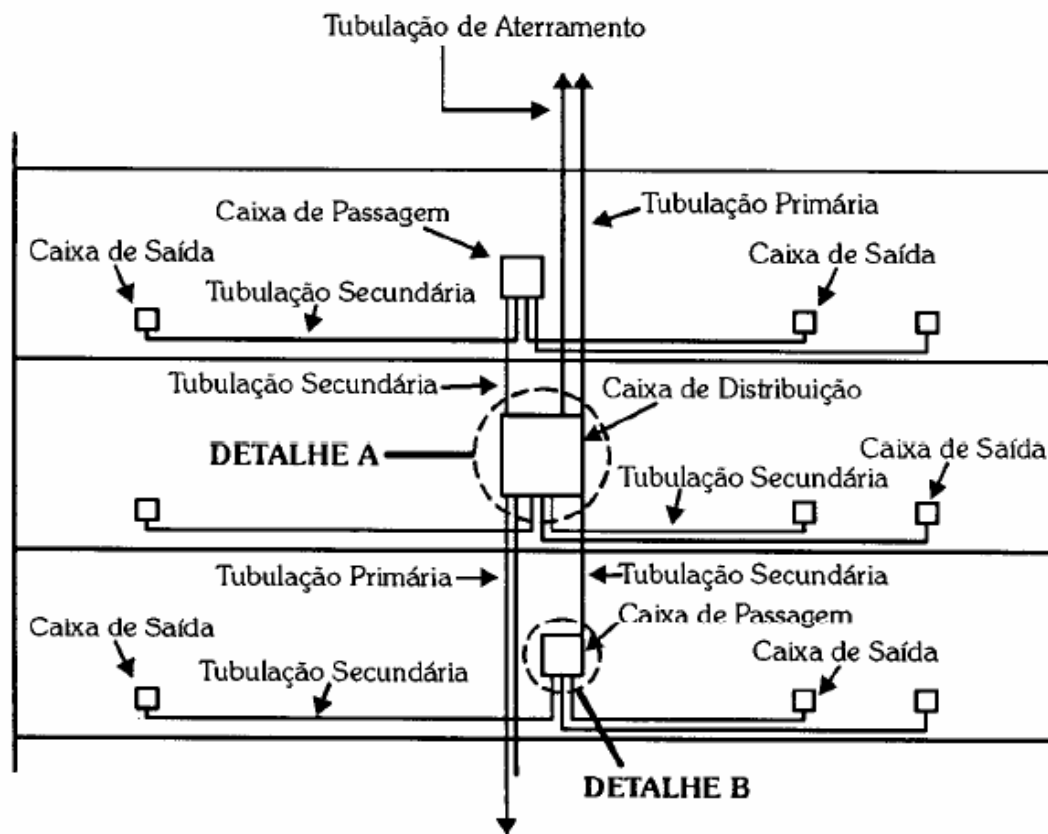 Tubulação de Aterramento
Tubulação Primária
Caixa de Passagem
Caixa de Saída
Caixa de Saída
Tubulação Secundária
Tubulação Secundária
Caixa de Distribuição
DETALHE A
Caixa de Saída
Tubulação Secundária
Tubulação Primária
Tubulação Secundária
Caixa de Passagem
Caixa de Saída
Caixa de Saída
Tubulação Secundária
DETALHE B